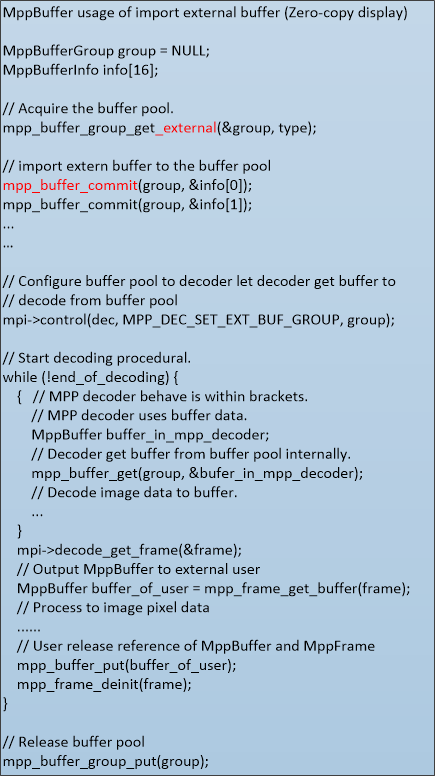 MppBuffer usage of import external buffer (Zero-copy display)
MppBufferGroup group = NULL;
MppBufferInfo info[16];
// Acquire the buffer pool.
mpp_buffer_group_get_external(&group, type);
// import extern buffer to the buffer pool
mpp_buffer_commit(group, &info[0]);
mpp_buffer_commit(group, &info[1]);
...
…
// Configure buffer pool to decoder let decoder get buffer to
// decode from buffer pool
mpi->control(dec, MPP_DEC_SET_EXT_BUF_GROUP, group);
// Start decoding procedural.
while (!end_of_decoding) {
{ // MPP decoder behave is within brackets.
// MPP decoder uses buffer data.
MppBuffer buffer_in_mpp_decoder;
// Decoder get buffer from buffer pool internally.
mpp_buffer_get(group, &bufer_in_mpp_decoder);
// Decode image data to buffer.
...
}
mpi->decode_get_frame(&frame);
// Output MppBuffer to external user
MppBuffer buffer_of_user = mpp_frame_get_buffer(frame);
// Process to image pixel data
......
// User release reference of MppBuffer and MppFrame
mpp_buffer_put(buffer_of_user);
mpp_frame_deinit(frame);
}
// Release buffer pool
mpp_buffer_group_put(group);